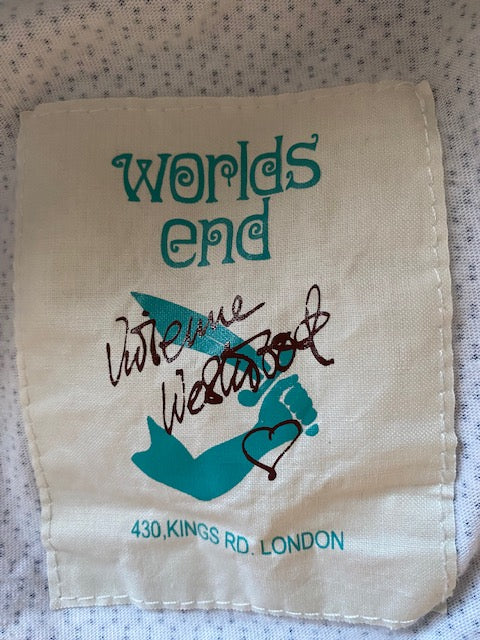 worlds
end
Vivienne
Westwood
430,KINGS RD. LONDON